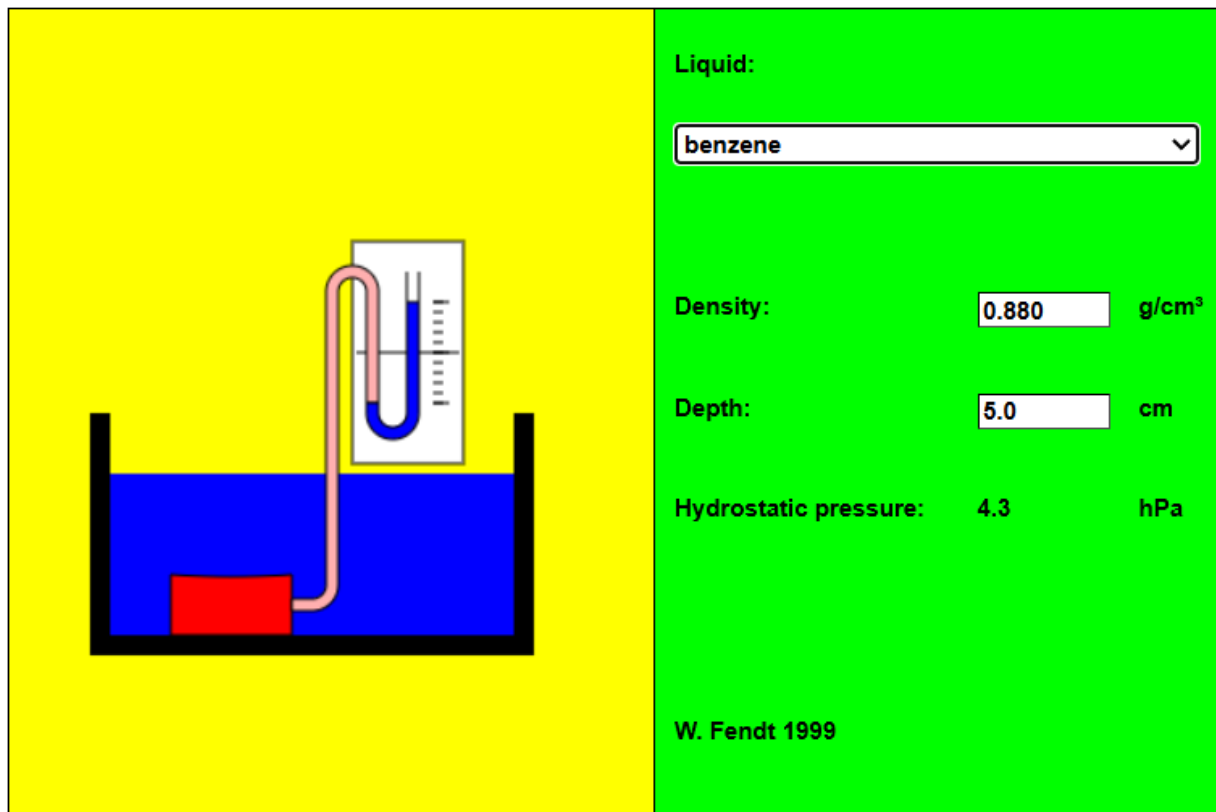 Liquid:
benzene
Density: 0.880 g/cm³
Depth: 5.0 cm
Hydrostatic pressure: 4.3 hPa
W. Fendt 1999